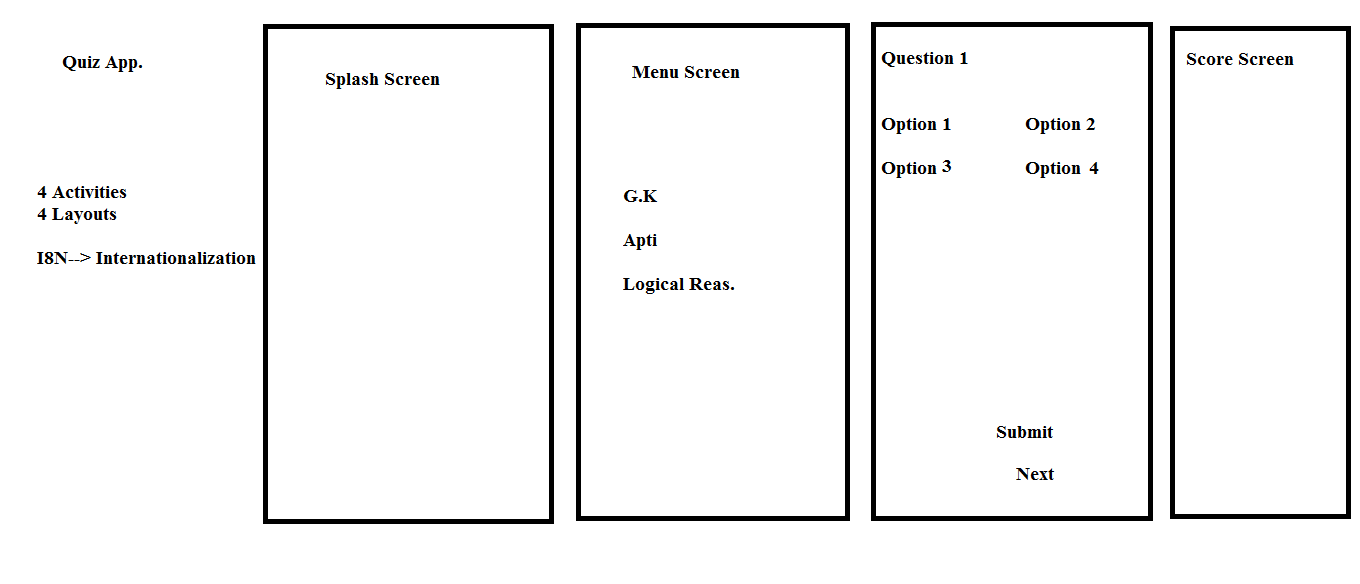 Quiz App.
4 Activities
4 Layouts
I8N--> Internationalization
Splash Screen
Menu Screen
G.K
Apti
Logical Reas.
Question 1
Option 1 Option 2
Option 3 Option 4
Submit
Next
Score Screen